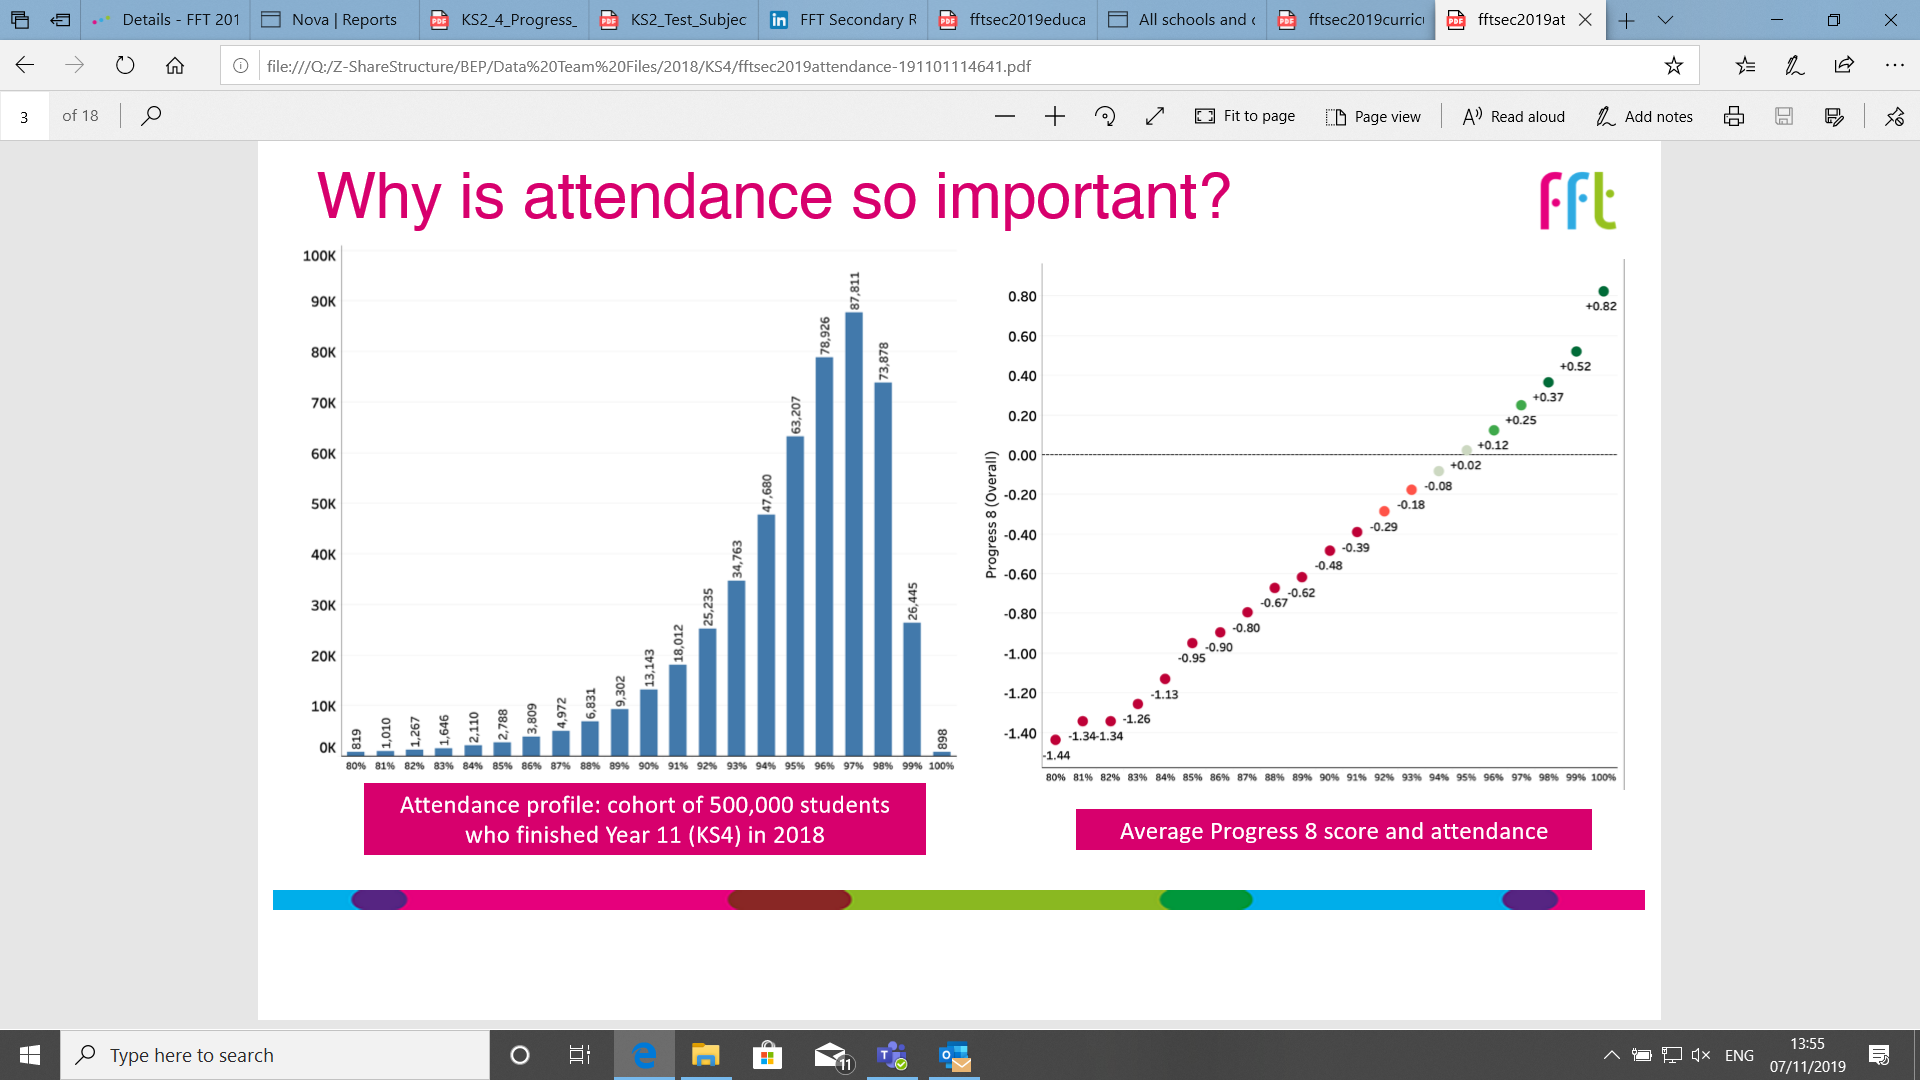 Details - FFT 201
Nova | Reports
KS2_4_Progress_
KS2_Test_Subjec
FFT Secondary R
fftsec2019educa
All schools and c
fftsec2019curricu
fftsec2019at
file:///Q:/Z-ShareStructure/BEP/Data%20Team%20Files/2018/KS4/fftsec2019attendance-191101114641.pdf
3 of 18
Fit to page
Page view
Read aloud
Add notes
Why is attendance so important?
fft
100K
90K
80K
70K
60K
50K
40K
30K
20K
10K
0K
819
1,010
1,267
1,646
2,110
2,788
3,809
4,972
6,831
9,302
13,143
18,012
25,235
34,763
47,680
63,207
78,926
87,811
73,878
26,445
898
80% 81% 82% 83% 84% 85% 86% 87% 88% 89% 90% 91% 92% 93% 94% 95% 96% 97% 98% 99% 100%
Attendance profile: cohort of 500,000 students
who finished Year 11 (KS4) in 2018
Progress 8 (Overall)
0.80
0.60
0.40
0.20
0.00
-0.20
-0.40
-0.60
-0.80
-1.00
-1.20
-1.40
-1.44
-1.34
-1.34
-1.26
-1.13
-0.95
-0.90
-0.80
-0.67
-0.62
-0.48
-0.39
-0.29
-0.18
-0.08
+0.02
+0.12
+0.25
+0.37
+0.52
+0.82
80% 81% 82% 83% 84% 85% 86% 87% 88% 89% 90% 91% 92% 93% 94% 95% 96% 97% 98% 99% 100%
Average Progress 8 score and attendance
Type here to search
11
ENG
13:55
07/11/2019